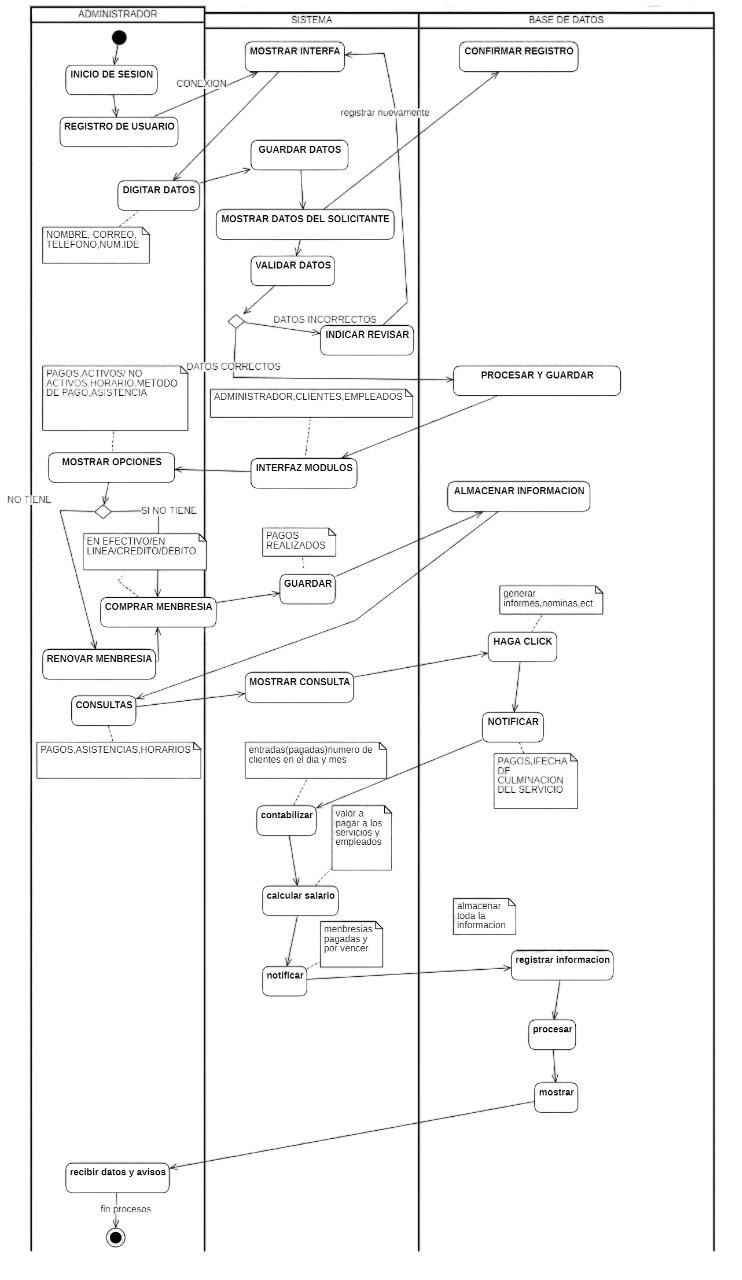 ADMINISTRADOR
SISTEMA
BASE DE DATOS
MOSTRAR INTERFA
CONFIRMAR REGISTRO
INICIO DE SESION
CONEXION
REGISTRO DE USUARIO
registrar nuevamente
GUARDAR DATOS
DIGITAR DATOS
MOSTRAR DATOS DEL SOLICITANTE
NOMBRE, CORREO,
TELEFONO,NUM.IDE
VALIDAR DATOS
DATOS INCORRECTOS
INDICAR REVISAR
DATOS CORRECTOS
PROCESAR Y GUARDAR
PAGOS,ACTIVOS/ NO
ACTIVOS,HORARIO,METODO
DE PAGO,ASISTENCIA
ADMINISTRADOR,CLIENTES,EMPLEADOS
MOSTRAR OPCIONES
INTERFAZ MODULOS
ALMACENAR INFORMACION
NO TIENE
SI NO TIENE
EN EFECTIVO/EN
LINEA/CREDITO/DEBITO
PAGOS
REALIZADOS
GUARDAR
COMPRAR MENBRESIA
generar
informes,nominas,ect
HAGA CLICK
RENOVAR MENBRESIA
MOSTRAR CONSULTA
CONSULTAS
NOTIFICAR
PAGOS,ASISTENCIAS,HORARIOS
entradas(pagadas)numero de
clientes en el dia y mes
PAGOS,IFECHA
DE
CULMINACION
DEL SERVICIO
contabilizar
valor a
pagar a los
servicios y
empleados
calcular salario
almacenar
toda la
informacion
menbresias
pagadas y
por vencer
notificar
registrar informacion
procesar
mostrar
recibir datos y avisos
fin procesos